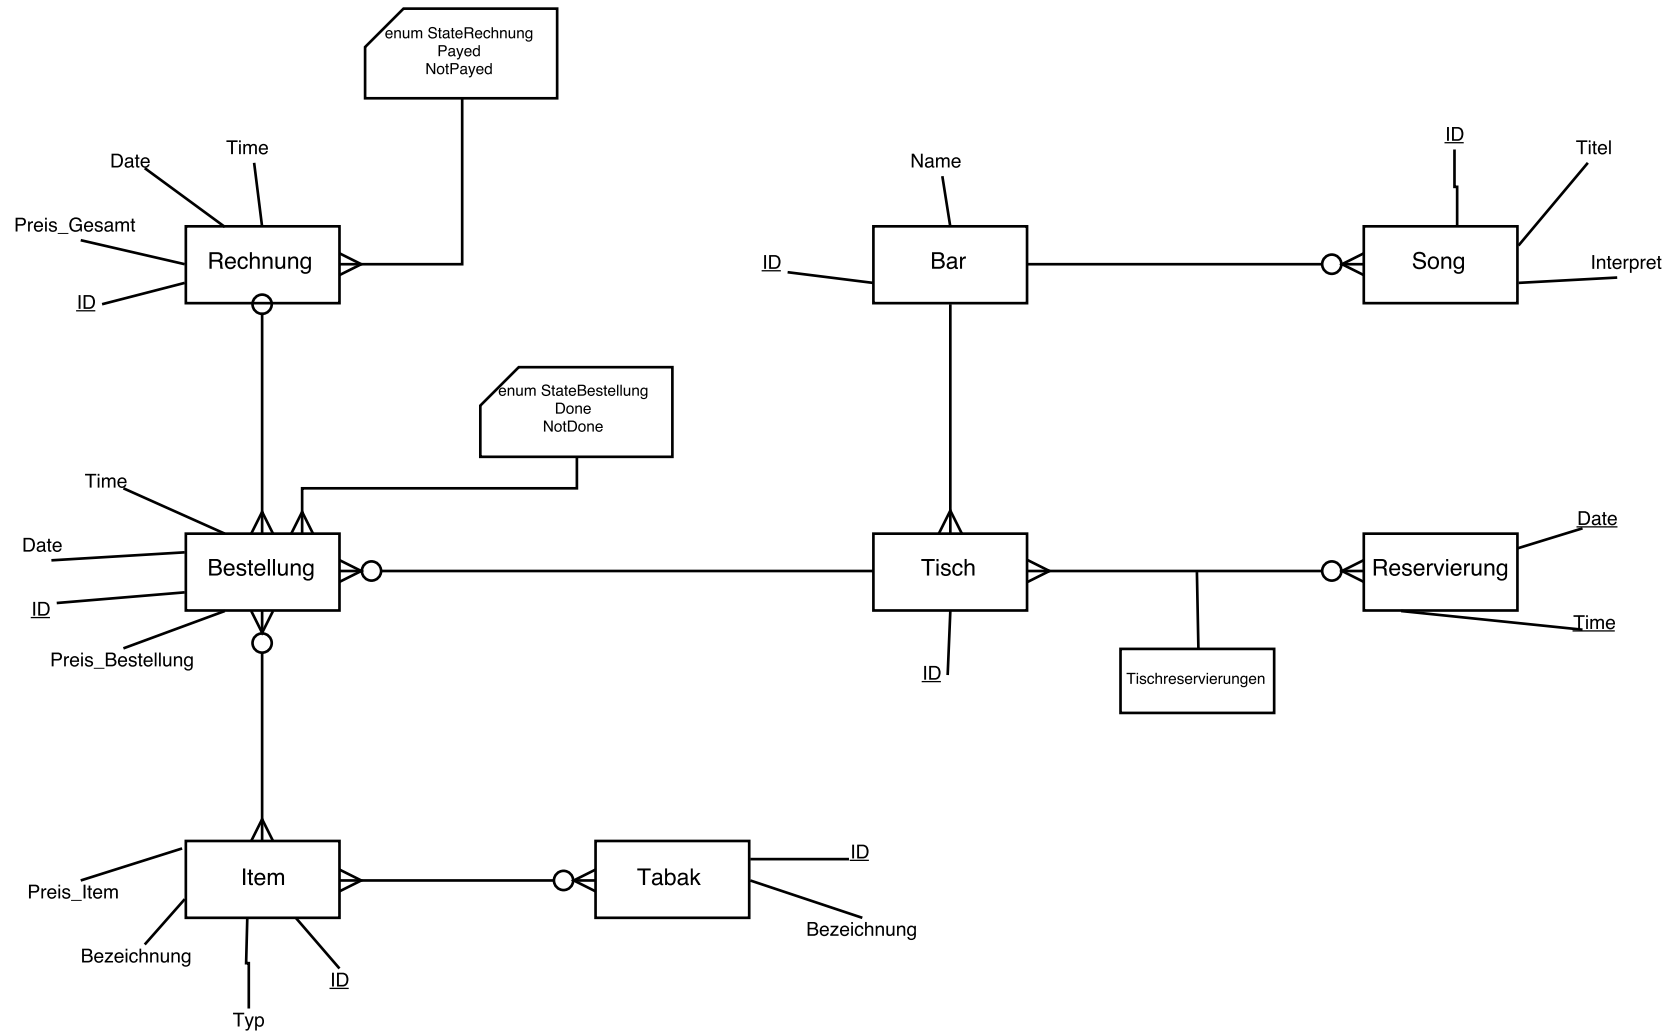 enum StateRechnung
Payed
NotPayed
Date
Time
Preis_Gesamt
ID
Rechnung
Name
ID
Bar
ID
Titel
Interpret
Song
enum StateBestellung
Done
NotDone
Time
Date
ID
Preis_Bestellung
Bestellung
Tisch
ID
Reservierung
Date
Time
Tischreservierungen
Item
Preis_Item
Bezeichnung
Typ
ID
Tabak
ID
Bezeichnung